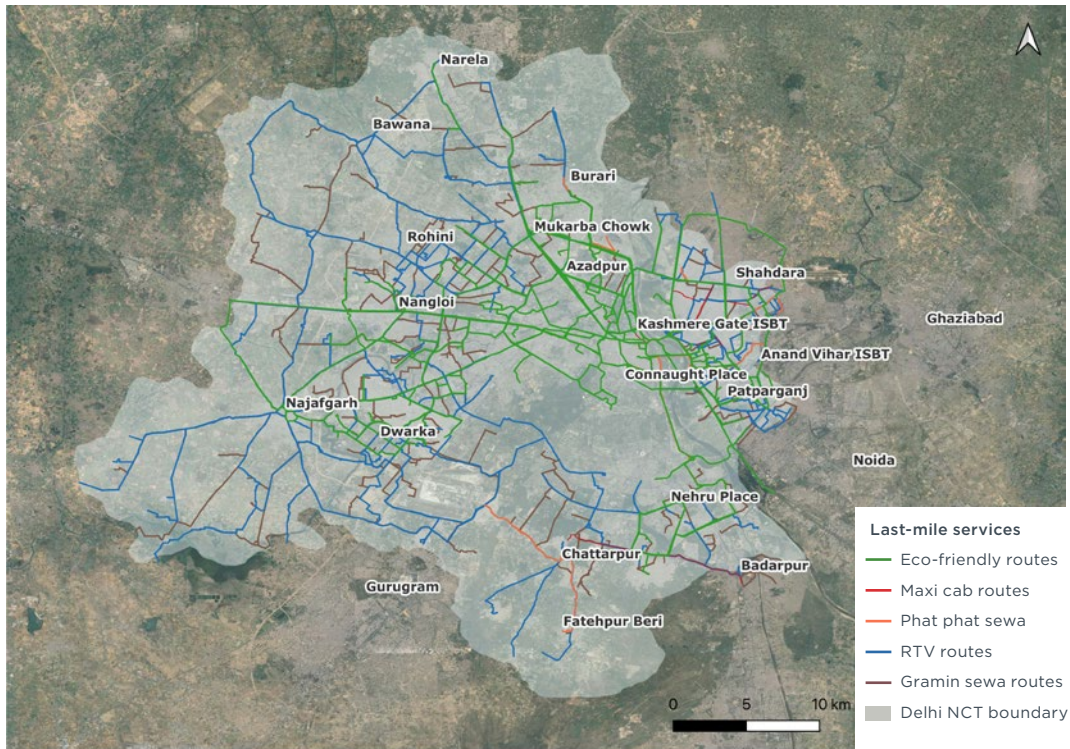 Narela
Bawana
Burari
Mukarba Chowk
Rohini
Azadpur
Shahdara
Nangloi
Ghaziabad
Kashmere Gate ISBT
Anand Vihar ISBT
Connaught Place
Patparganj
Najafgarh
Dwarka
Noida
Nehru Place
Chattarpur
Badarpur
Gurugram
Fatehpur Beri
Last-mile services
Eco-friendly routes
Maxi cab routes
Phat phat sewa
RTV routes
Gramin sewa routes
Delhi NCT boundary
0 5 10 km